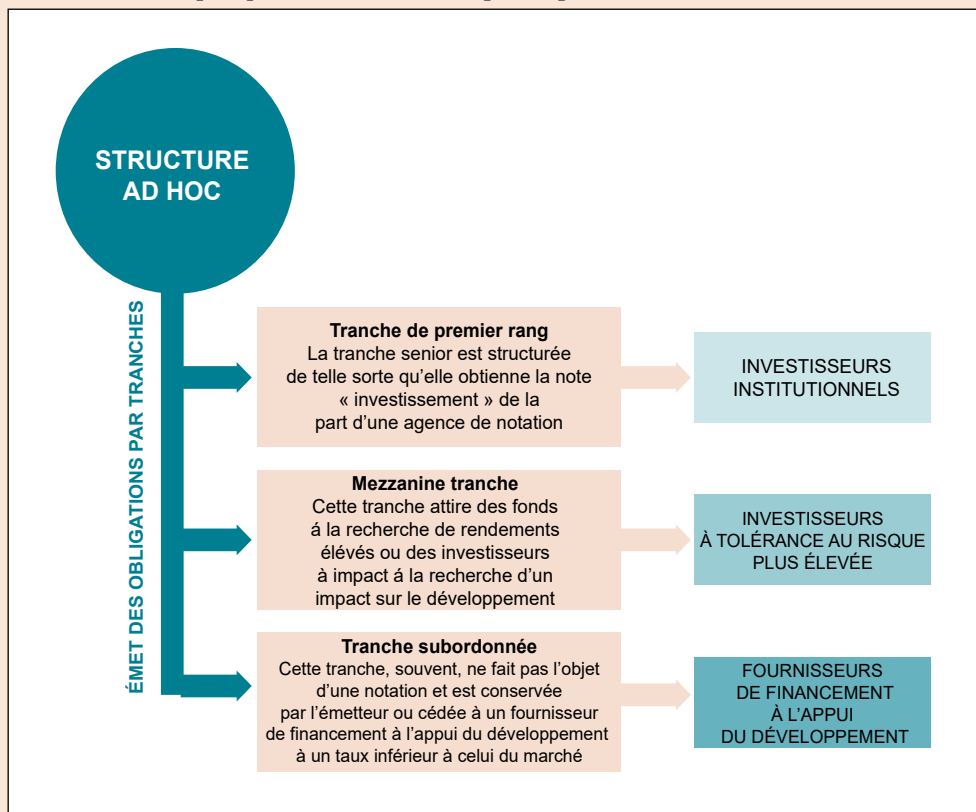 STRUCTURE
AD HOC
ÉMET DES OBLIGATIONS PAR TRANCHES
Tranche de premier rang
La tranche senior est structurée
de telle sorte qu'elle obtienne la note
« investissement » de la
part d'une agence de notation
INVESTISSEURS
INSTITUTIONNELS
Mezzanine tranche
Cette tranche attire des fonds
á la recherche de rendements
élévés ou des investisseurs
à impact á la recherche d'un
impact sur le développement
INVESTISSEURS
À TOLÉRANCE AU RISQUE
PLUS ÉLEVÉE
Tranche subordonnée
Cette tranche, souvent, ne fait pas l'objet
d'une notation et est conservée
par l'émetteur ou cédée à un fournisseur
de financement à l'appui du développement
à un taux inférieur à celui du marché
FOURNISSEURS
DE FINANCEMENT
À L'APPUI
DU DÉVELOPPEMENT